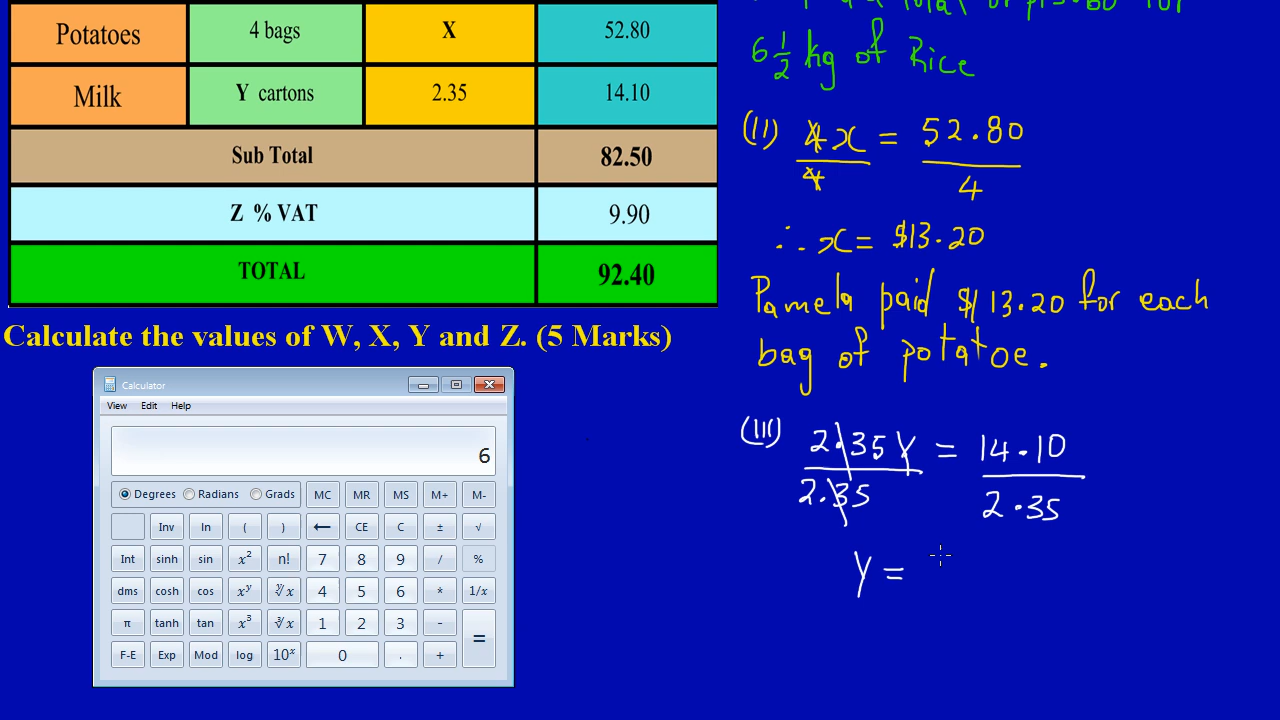 Potatoes 4 bags X 52.80
Milk Y cartons 2.35 14.10
Sub Total 82.50
Z % VAT 9.90
TOTAL 92.40
Calculate the values of W, X, Y and Z. (5 Marks)
Calculator
View Edit Help
6
Degrees Radians Grads MC MR MS M+ M-
Inv ln ( ) ← CE C ± √
Int sinh sin x² n! 7 8 9 / %
dms cosh cos xʸ ʸ√x 4 5 6 * 1/x
π tanh tan x³ ³√x 1 2 3 - =
F-E Exp Mod log 10ˣ 0 . +
6 1/2 kg of Rice
(II) 4x = 52.80
4 4
∴ x = $13.20
Pamela paid $13.20 for each
bag of potatoe.
(III) 2.35 Y = 14.10
2.35 2.35
Y =